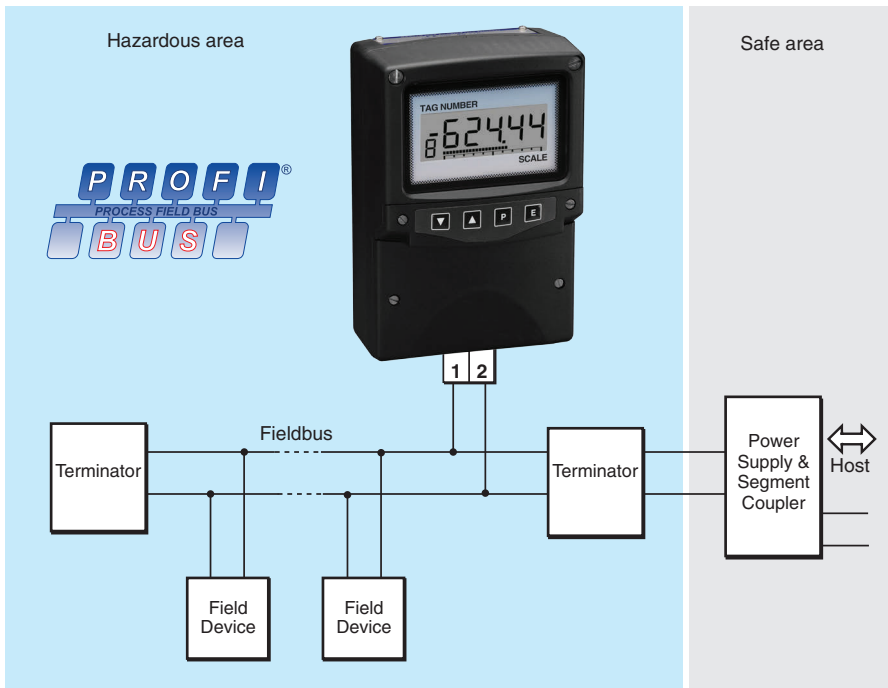 Hazardous area
Safe area
TAG NUMBER
-624.44
8
SCALE
P E
PROFI®
PROCESS FIELD BUS
BUS
1 2
Fieldbus
Terminator
Terminator
Power
Supply &
Segment
Coupler
Host
Field
Device
Field
Device